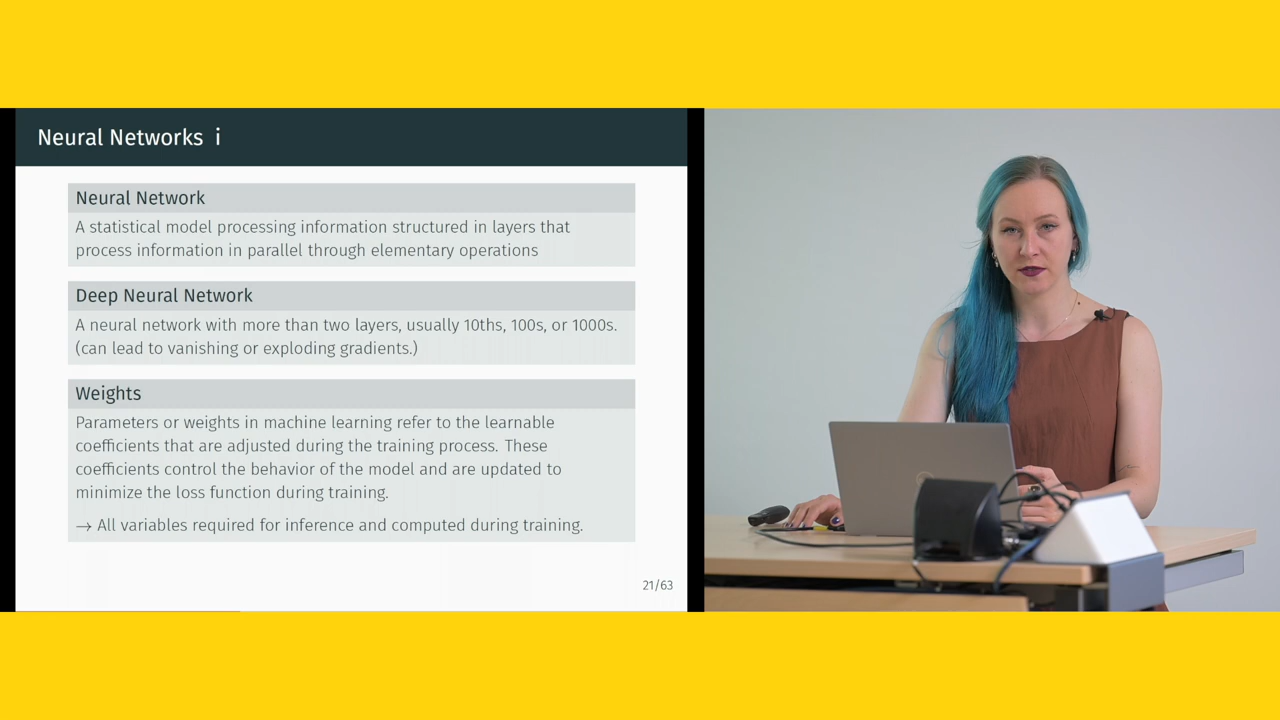 Neural Networks i
Neural Network
A statistical model processing information structured in layers that
process information in parallel through elementary operations
Deep Neural Network
A neural network with more than two layers, usually 10ths, 100s, or 1000s.
(can lead to vanishing or exploding gradients.)
Weights
Parameters or weights in machine learning refer to the learnable
coefficients that are adjusted during the training process. These
coefficients control the behavior of the model and are updated to
minimize the loss function during training.
→ All variables required for inference and computed during training.
21/63